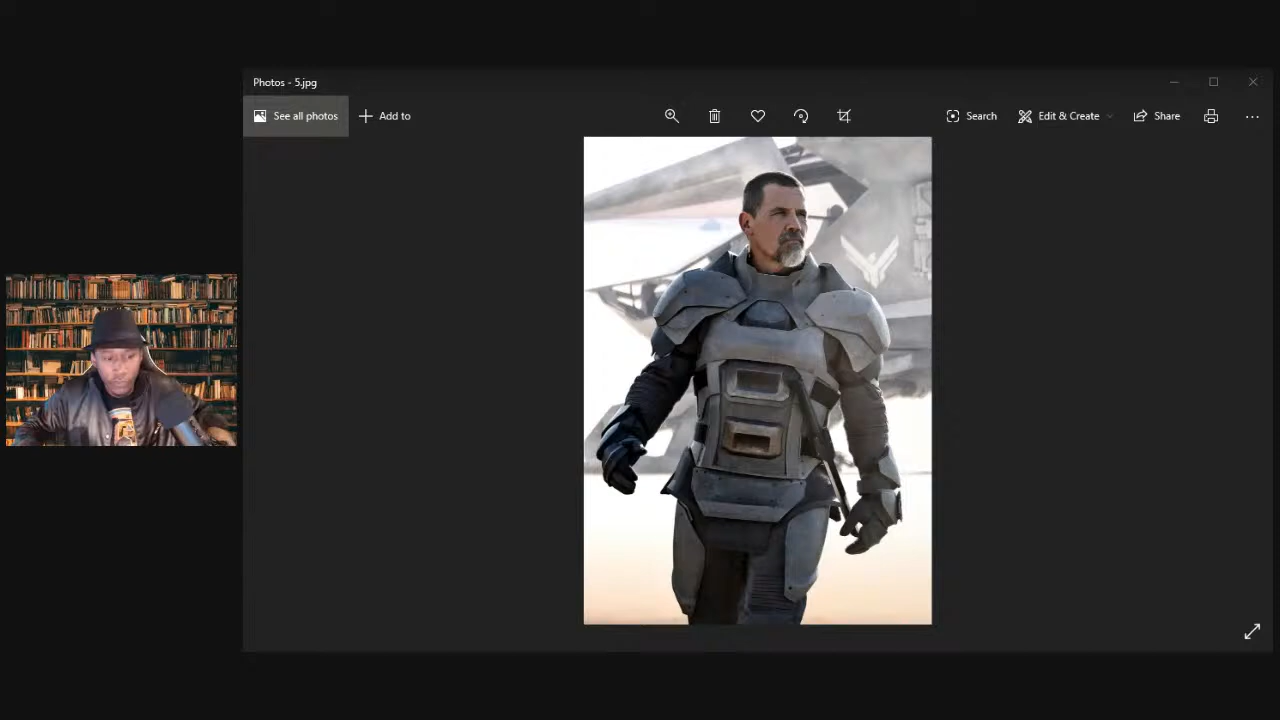 Photos - 5.jpg
See all photos
Add to
Search
Edit & Create
Share